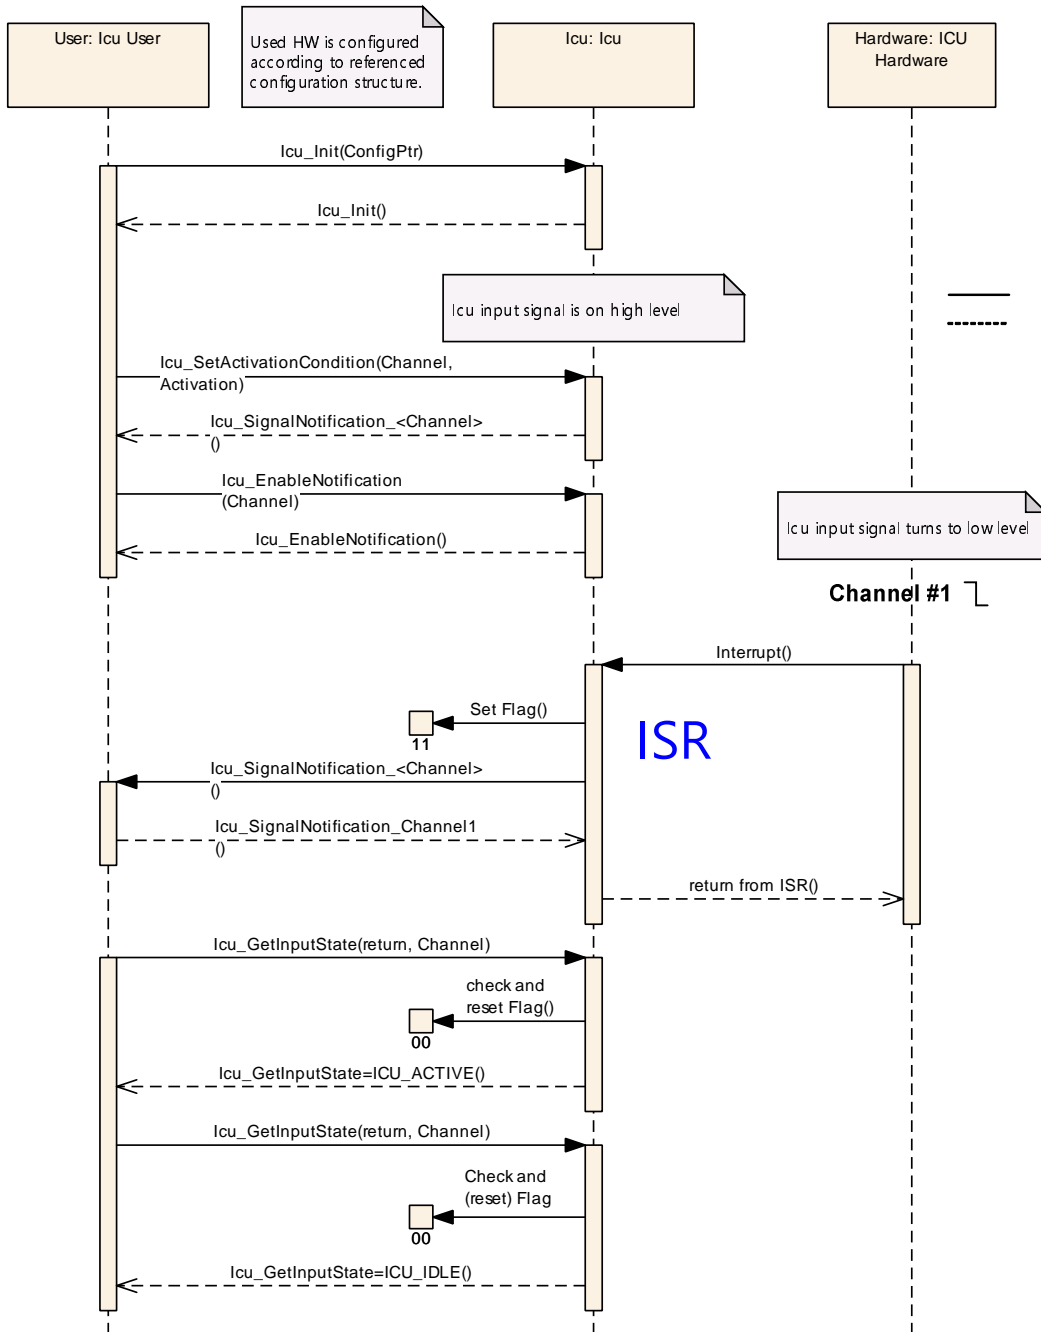 User: Icu User
Used HW is configured
according to referenced
configuration structure.
Icu: Icu
Hardware: ICU
Hardware
Icu_Init(ConfigPtr)
Icu_Init()
Icu input signal is on high level
Icu_SetActivationCondition(Channel,
Activation)
Icu_SignalNotification_<Channel>
()
Icu_EnableNotification
(Channel)
Icu input signal turns to low level
Icu_EnableNotification()
Channel #1
Interrupt()
Set Flag()
11
ISR
Icu_SignalNotification_<Channel>
()
Icu_SignalNotification_Channel1
()
return from ISR()
Icu_GetInputState(return, Channel)
check and
reset Flag()
00
Icu_GetInputState=ICU_ACTIVE()
Icu_GetInputState(return, Channel)
Check and
(reset) Flag
00
Icu_GetInputState=ICU_IDLE()